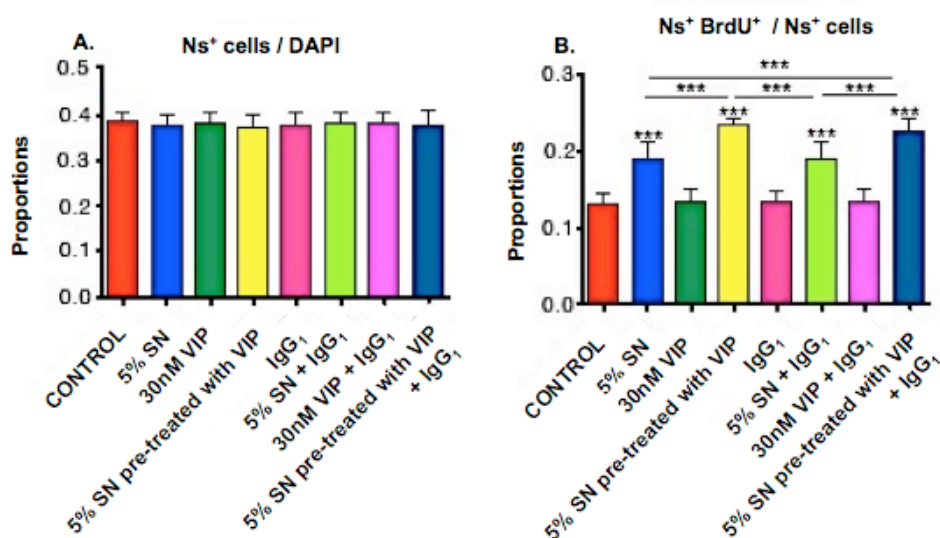 A.
Ns⁺ cells / DAPI
Proportions
0.5
0.4
0.3
0.2
0.4
0.0
CONTROL
5% SN
30nM VIP
5% SN pre-treated with VIP
IgG₁
5% SN + IgG₁
30nM VIP + IgG₁
5% SN pre-treated with VIP
+ IgG₁
B.
Ns⁺ BrdU⁺ / Ns⁺ cells
Proportions
0.3
0.2
0.1
0.0
***
*** *** ***
*** *** *** ***
CONTROL
5% SN
30nM VIP
5% SN pre-treated with VIP
IgG₁
5% SN + IgG₁
30nM VIP + IgG₁
5% SN pre-treated with VIP
+ IgG₁